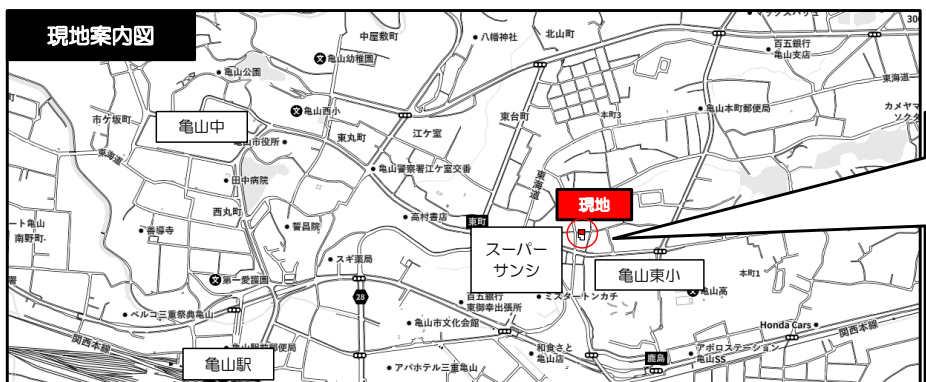 現地案内図
中屋敷町
八幡神社
北山町
百五銀行
亀山支店
亀山幼稚園
亀山公園
東海道
亀山西小
亀山本町郵便局
カメヤマ
市ケ坂町
亀山中
東丸町
江ケ室
東台町
本町3
市役所
東海道
亀山警察署江ケ室交番
東海道
田中病院
西丸町
高村書店
東町
現地
誓昌院
南野町
善導寺
スーパー
サンシ
スギ薬局
亀山東小
本町1
第一愛護園
亀山高
28
百五銀行
東御幸出張所
ミスタートンカチ
ベルコ三重祭典亀山
亀山市文化会館
Honda Cars
関西本線
関西本線
亀山駅
和食さと
亀山店
鹿島
アポロステーション
亀山SS
アパホテル三重亀山